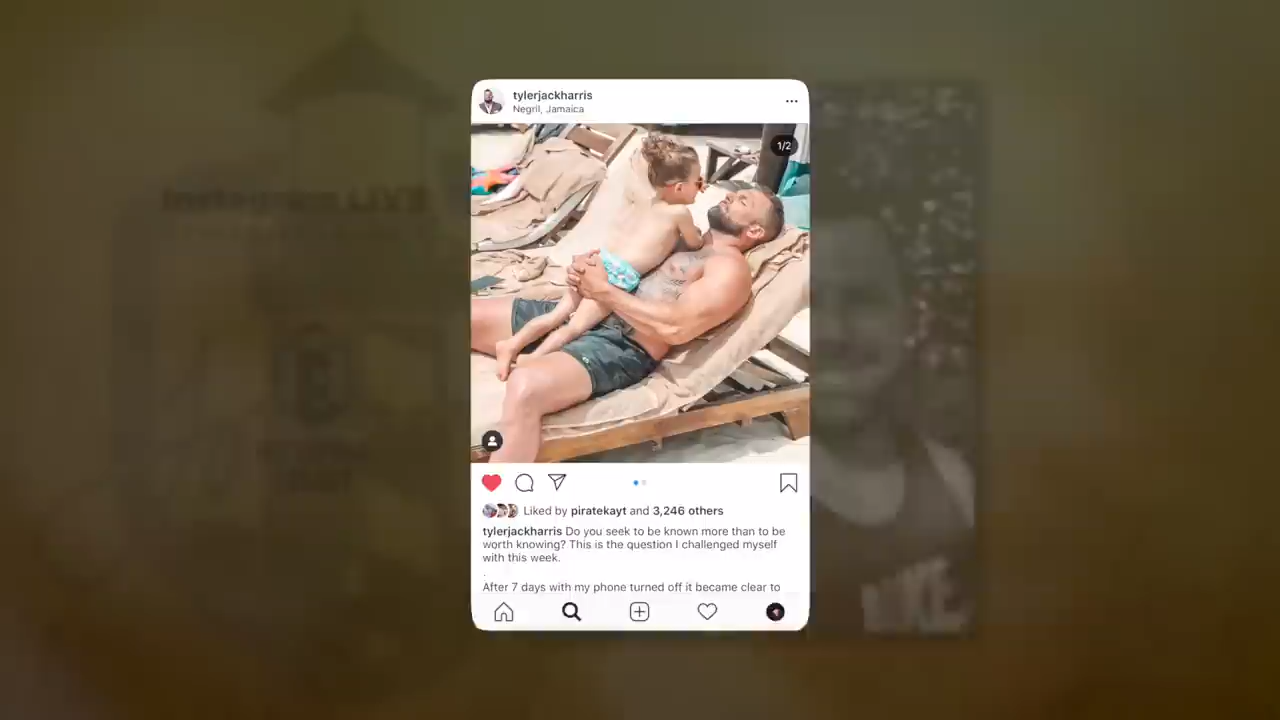 tylerjackharris
Negril, Jamaica
1/2
Liked by piratekayt and 3,246 others
tylerjackharris Do you seek to be known more than to be
worth knowing? This is the question I challenged myself
with this week.
.
After 7 days with my phone turned off it became clear to
Instagram LIVE